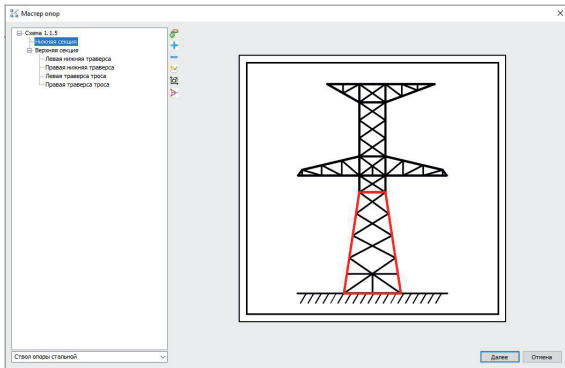 Мастер опор
Схема 1.1.5
Нижняя секция
Верхняя секция
Левая нижняя траверса
Правая нижняя траверса
Левая траверса троса
Правая траверса троса
Ствол опоры стальной
Далее
Отмена